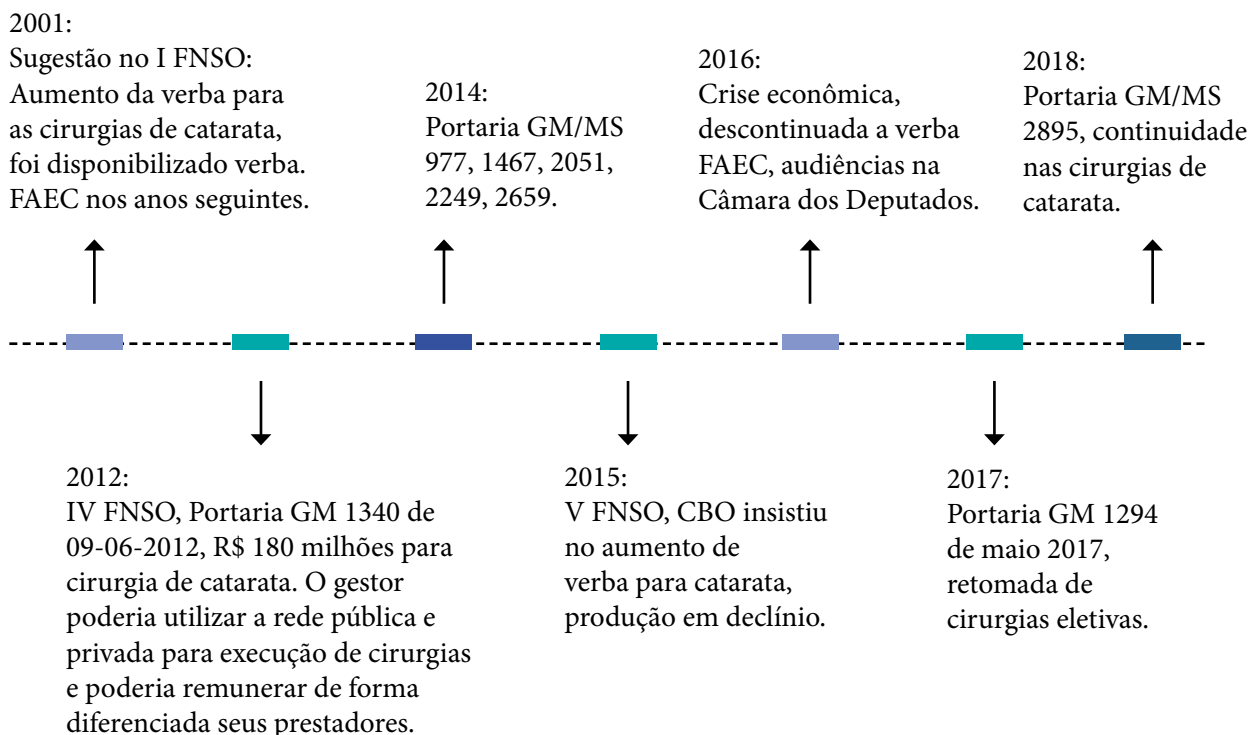 2001:
Sugestão no I FNSO:
Aumento da verba para
as cirurgias de catarata,
foi disponibilizado verba.
FAEC nos anos seguintes.
2014:
Portaria GM/MS
977, 1467, 2051,
2249, 2659.
2016:
Crise econômica,
descontinuada a verba
FAEC, audiências na
Câmara dos Deputados.
2018:
Portaria GM/MS
2895, continuidade
nas cirurgias de
catarata.
2012:
IV FNSO, Portaria GM 1340 de
09-06-2012, R$ 180 milhões para
cirurgia de catarata. O gestor
poderia utilizar a rede pública e
privada para execução de cirurgias
e poderia remunerar de forma
diferenciada seus prestadores.
2015:
V FNSO, CBO insistiu
no aumento de
verba para catarata,
produção em declínio.
2017:
Portaria GM 1294
de maio 2017,
retomada de
cirurgias eletivas.